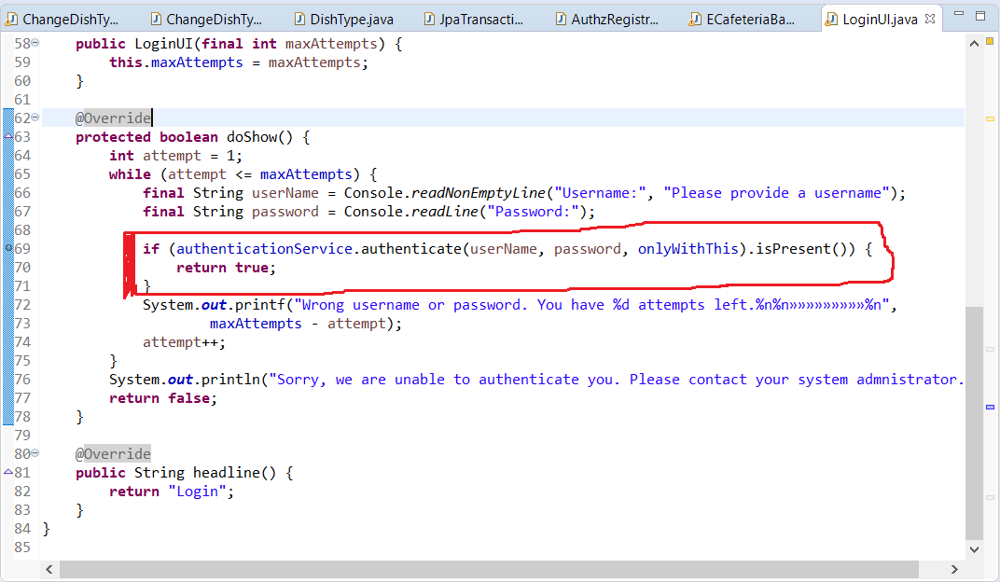 ChangeDishTy... ChangeDishTy... DishType.java JpaTransacti... AuthzRegistr... ECafeteriaBa... LoginUI.java
58 public LoginUI(final int maxAttempts) {
59 this.maxAttempts = maxAttempts;
60 }
61
62 @Override
63 protected boolean doShow() {
64 int attempt = 1;
65 while (attempt <= maxAttempts) {
66 final String userName = Console.readNonEmptyLine("Username:", "Please provide a username");
67 final String password = Console.readLine("Password:");
68
69 if (authenticationService.authenticate(userName, password, onlyWithThis).isPresent()) {
70 return true;
71 }
72 System.out.printf("Wrong username or password. You have %d attempts left.%n%n»»»»»»»»»%n",
73 maxAttempts - attempt);
74 attempt++;
75 }
76 System.out.println("Sorry, we are unable to authenticate you. Please contact your system admnistrator.
77 return false;
78 }
79
80 @Override
81 public String headline() {
82 return "Login";
83 }
84 }
85